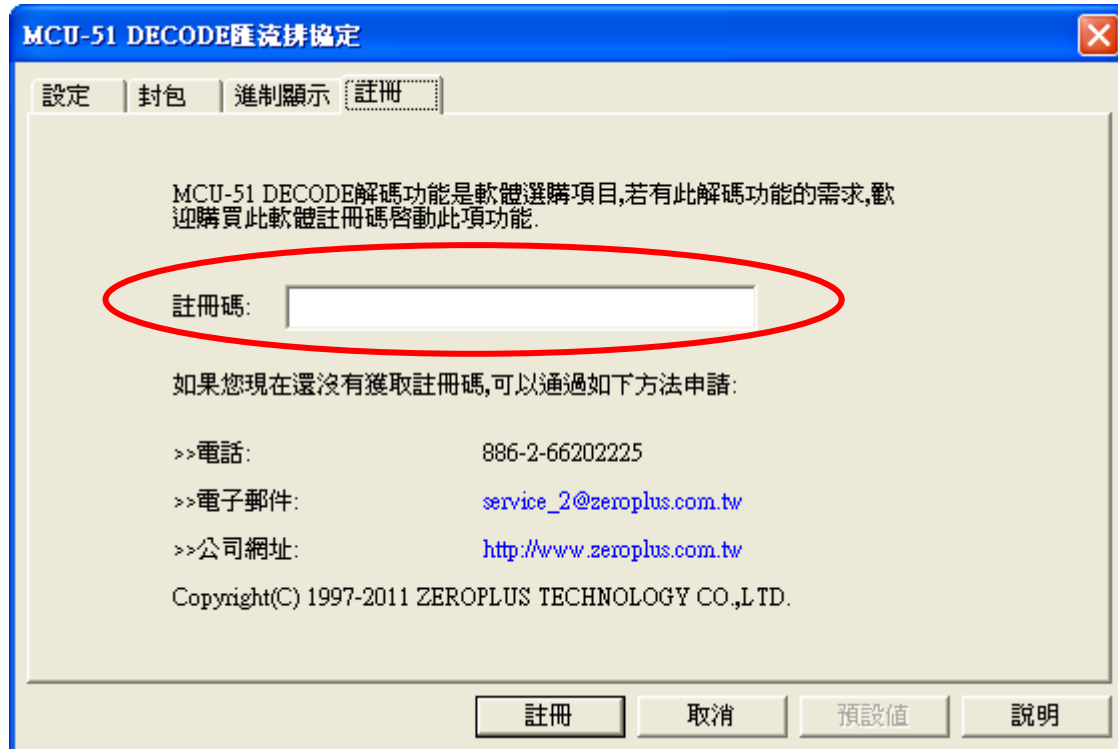 MCU-51 DECODE匯流排協定
設定 封包 進制顯示 註冊
MCU-51 DECODE解碼功能是軟體選購項目,若有此解碼功能的需求,歡
迎購買此軟體註冊碼啓動此項功能.
註冊碼:
如果您現在還沒有獲取註冊碼,可以通過如下方法申請:
>>電話: 886-2-66202225
>>電子郵件: service_2@zeroplus.com.tw
>>公司網址: http://www.zeroplus.com.tw
Copyright(C) 1997-2011 ZEROPLUS TECHNOLOGY CO.,LTD.
註冊 取消 預設值 說明